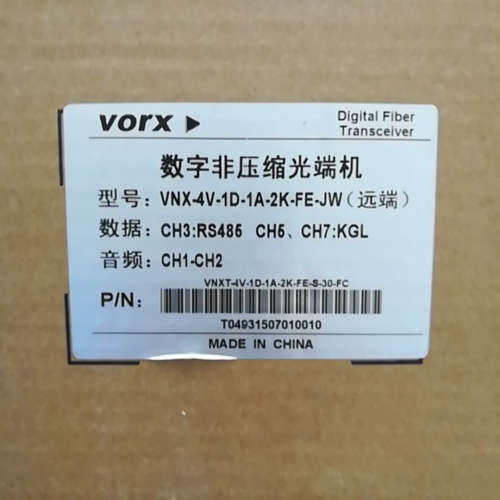 vorx
Digital Fiber
Transceiver
数字非压缩光端机
型号: VNX-4V-1D-1A-2K-FE-JW(远端)
数据: CH3:RS485 CH5、CH7:KGL
音频: CH1-CH2
VNXT-IV-1D-1A-2K-FE-S-30-FC
P/N:
T04931507010010
MADE IN CHINA